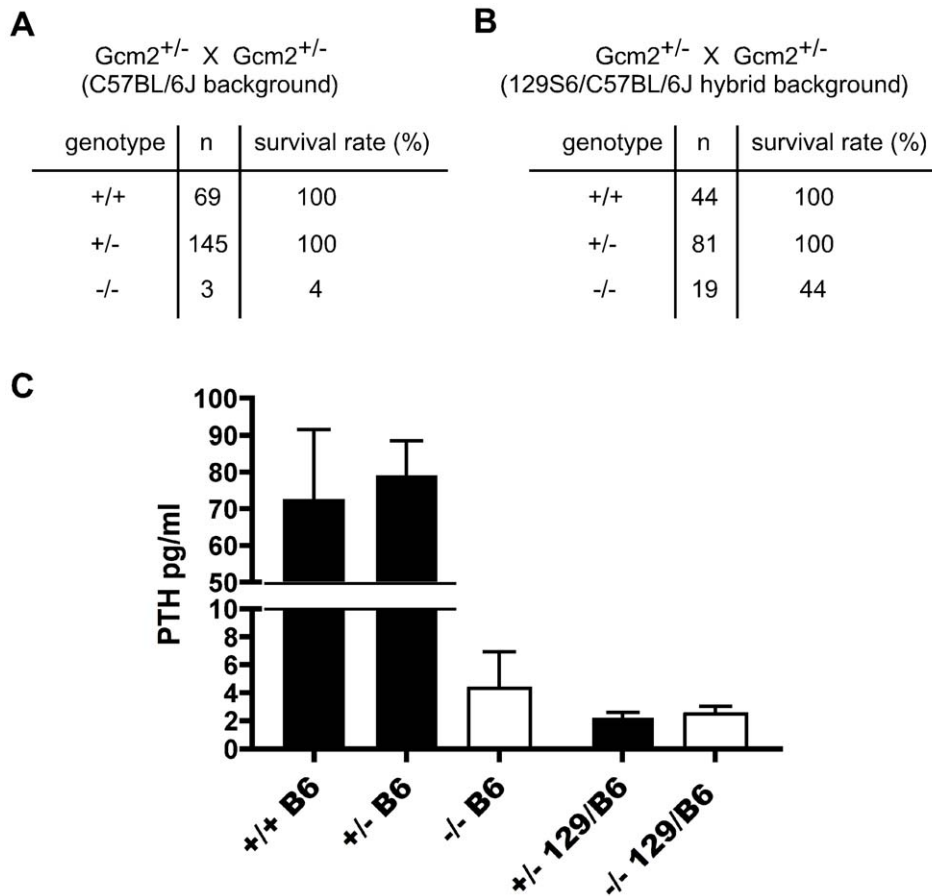 A
Gcm2+/- X Gcm2+/-
(C57BL/6J background)
genotype n survival rate (%)
+/+ 69 100
+/- 145 100
-/- 3 4
B
Gcm2+/- X Gcm2+/-
(129S6/C57BL/6J hybrid background)
genotype n survival rate (%)
+/+ 44 100
+/- 81 100
-/- 19 44
C
PTH pg/ml
100
90
80
70
60
50
10
8
6
4
2
0
+/+ B6
+/- B6
-/- B6
+/- 129/B6
-/- 129/B6